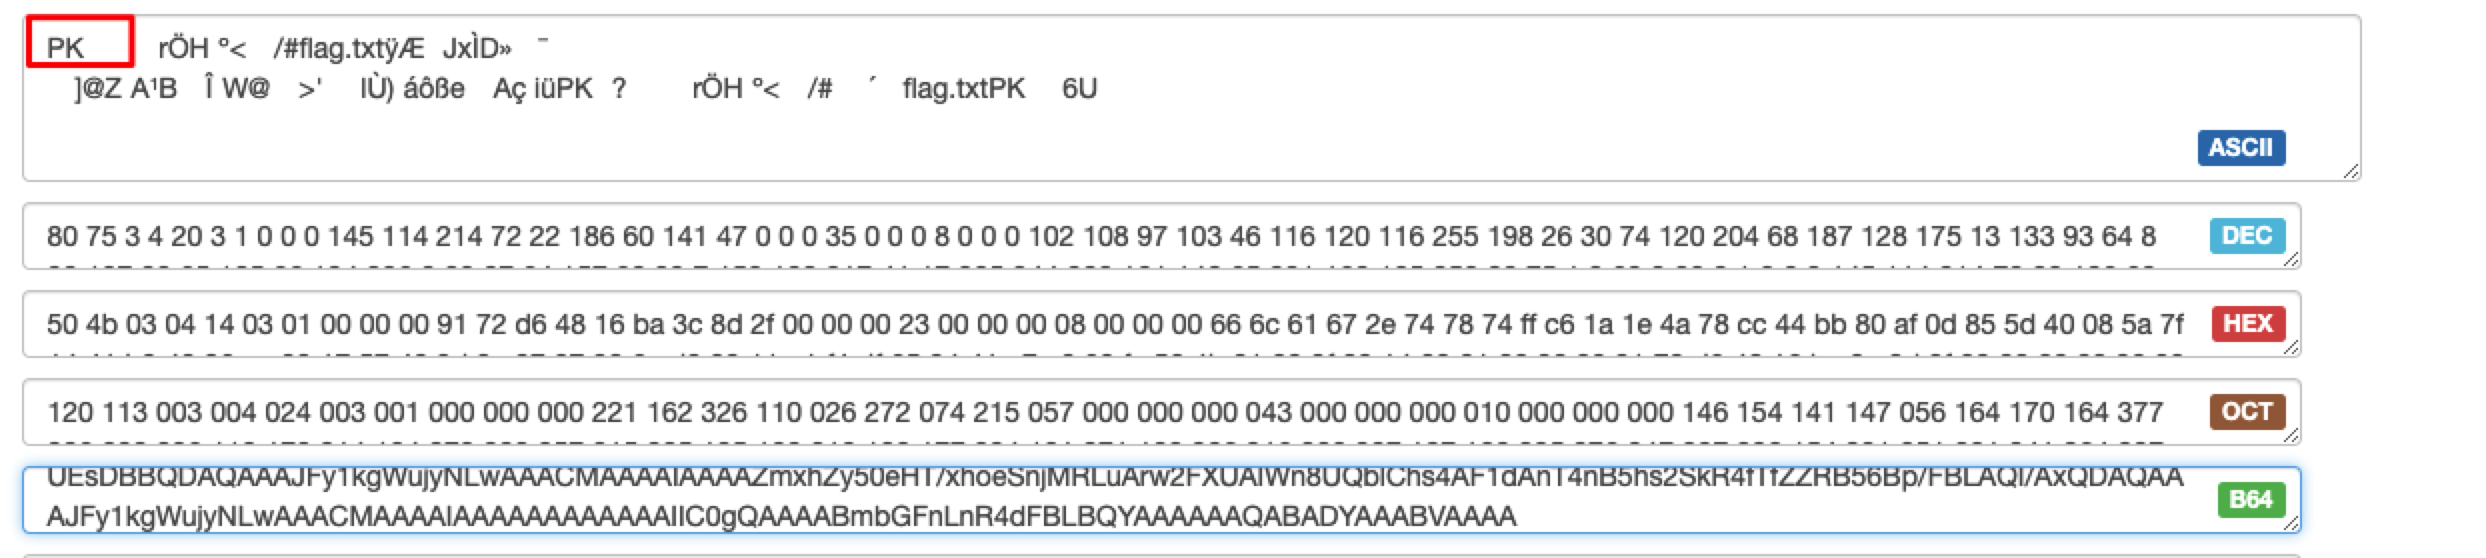 PK rÖH º< /#flag.txtÿÆ JxÌD» ¯
]@Z A¹B Î W@ >' IÙ) áôße Aç iüPK ? rÖH º< /# ´ flag.txtPK 6U
ASCII
80 75 3 4 20 3 1 0 0 0 145 114 214 72 22 186 60 141 47 0 0 0 35 0 0 0 8 0 0 0 102 108 97 103 46 116 120 116 255 198 26 30 74 120 204 68 187 128 175 13 133 93 64 8
DEC
50 4b 03 04 14 03 01 00 00 00 91 72 d6 48 16 ba 3c 8d 2f 00 00 00 23 00 00 00 08 00 00 00 66 6c 61 67 2e 74 78 74 ff c6 1a 1e 4a 78 cc 44 bb 80 af 0d 85 5d 40 08 5a 7f
HEX
120 113 003 004 024 003 001 000 000 000 221 162 326 110 026 272 074 215 057 000 000 000 043 000 000 000 010 000 000 000 146 154 141 147 056 164 170 164 377
OCT
UEsDBBQDAQAAAJFy1kgWujyNLwAAACMAAAAIAAAAZmxhZy50eHT/xhoeSnjMRLuArw2FXUAIWn8UQblChs4AF1dAnT4nB5hs2SkR4fTfZZRB56Bp/FBLAQI/AxQDAQAA
AJFy1kgWujyNLwAAACMAAAAIAAAAAAAAAAAAIIC0gQAAAABmbGFnLnR4dFBLBQYAAAAAAQABADYAAABVAAAA
B64